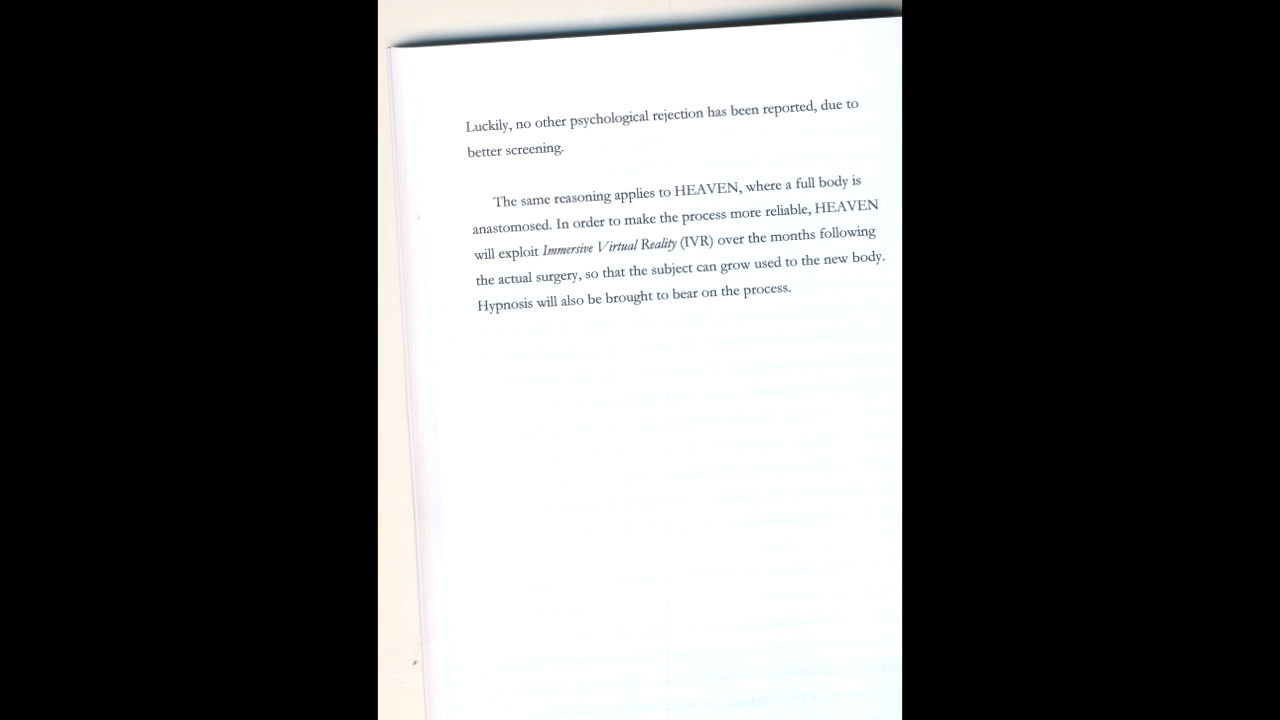 Luckily, no other psychological rejection has been reported, due to
better screening.
The same reasoning applies to HEAVEN, where a full body is
anastomosed. In order to make the process more reliable, HEAVEN
will exploit Immersive Virtual Reality (IVR) over the months following
the actual surgery, so that the subject can grow used to the new body.
Hypnosis will also be brought to bear on the process.